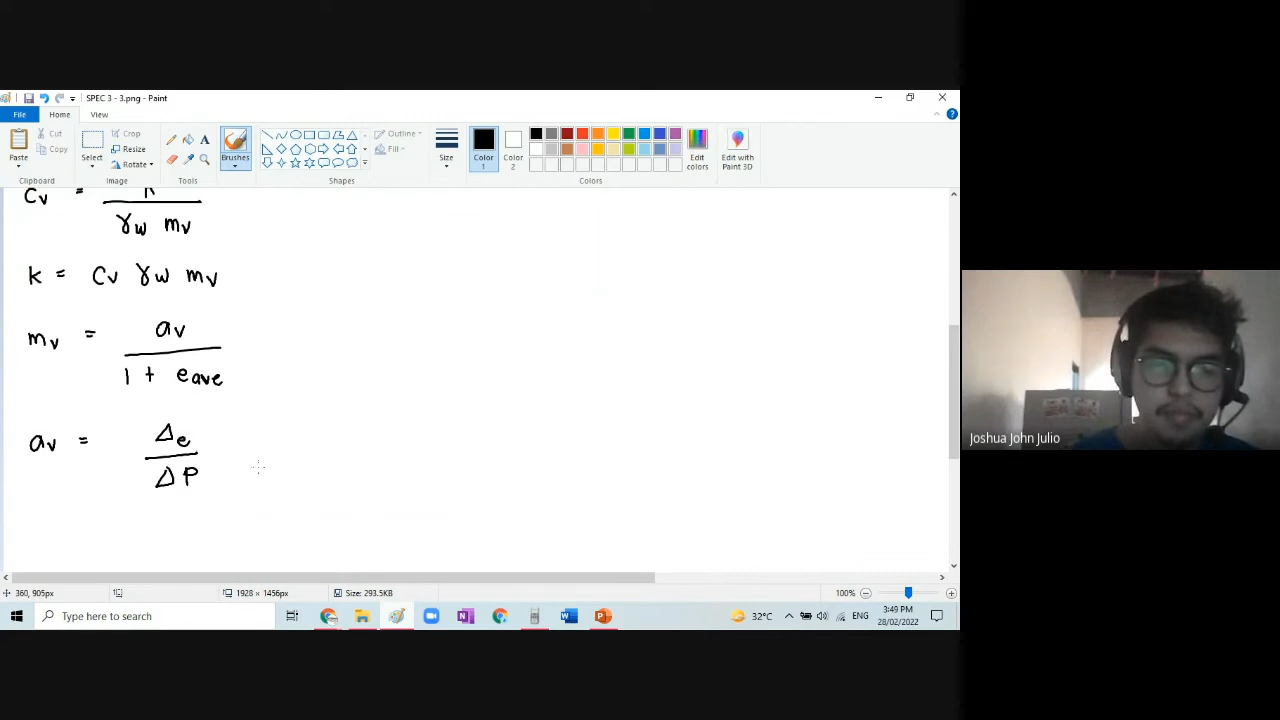 SPEC 3 - 3.png - Paint
File Home View
Paste Cut Copy Clipboard
Select Crop Resize Rotate Image
Tools
Brushes
Outline Fill Shapes
Size
Color 1 Color 2
Edit colors
Colors
Edit with Paint 3D
Cv =
γw mv
k = Cv γw mv
mv = av
1 + eave
av = Δe
ΔP
Joshua John Julio
360, 905px
1928 × 1456px
Size: 293.5KB
100%
Type here to search
32°C
ENG
3:49 PM
28/02/2022